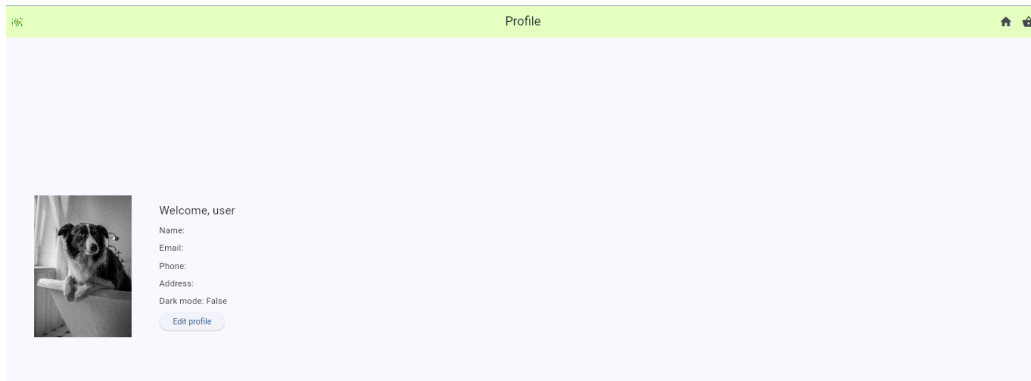 Profile
Welcome, user
Name:
Email:
Phone:
Address:
Dark mode: False
Edit profile